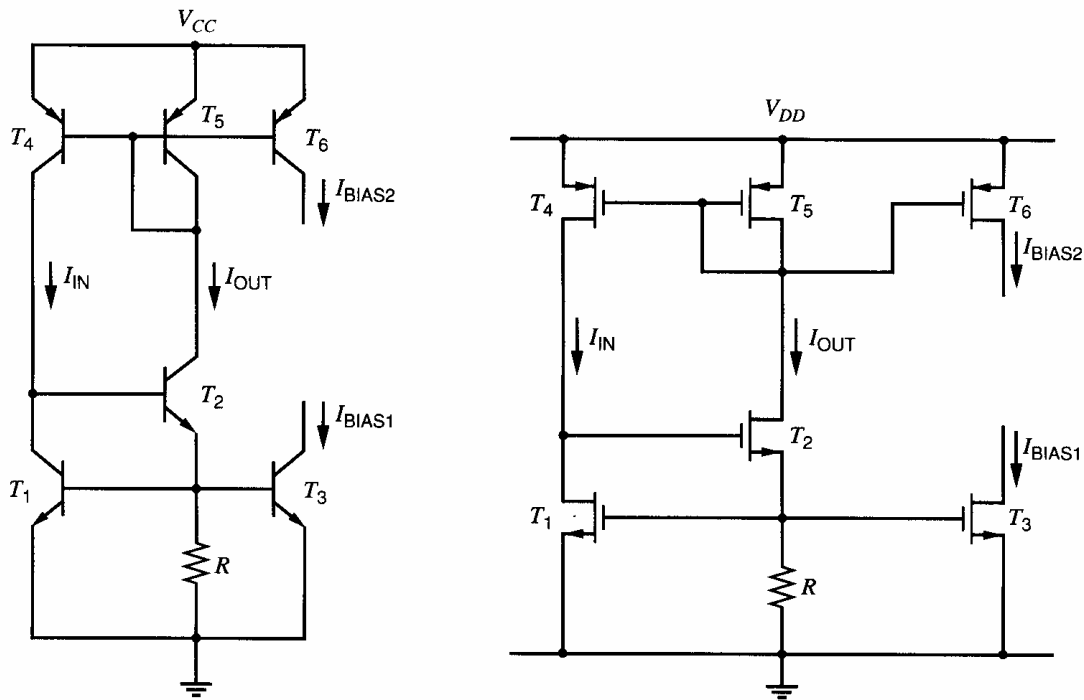 V_CC
T_4
T_5
T_6
I_BIAS2
I_IN
I_OUT
T_2
I_BIAS1
T_1
T_3
R
V_DD
T_4
T_5
T_6
I_BIAS2
I_IN
I_OUT
T_2
I_BIAS1
T_1
T_3
R